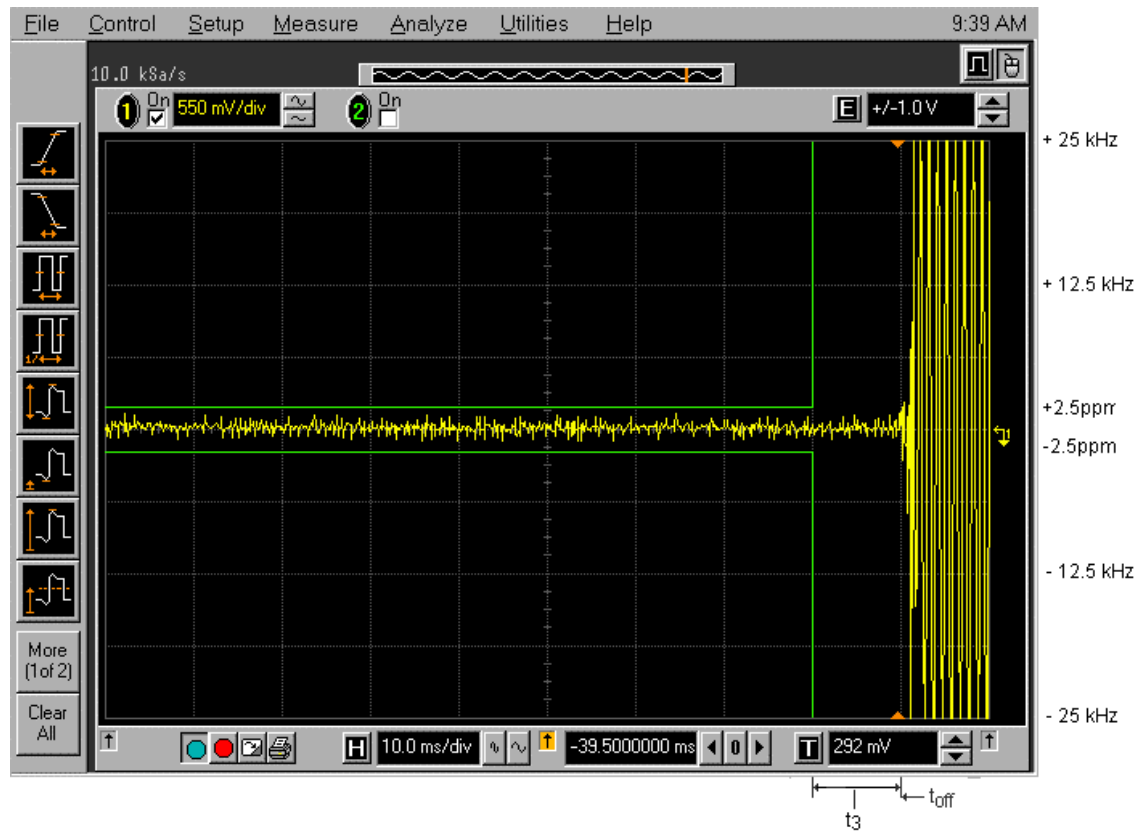 File Control Setup Measure Analyze Utilities Help 9:39 AM
10.0 kSa/s
1 On 550 mV/div 2 On E +/-1.0 V
+ 25 kHz
+ 12.5 kHz
+2.5ppm
-2.5ppm
- 12.5 kHz
- 25 kHz
1/
More
(1of 2)
Clear
All
H 10.0 ms/div -39.5000000 ms 0 T 292 mV
toff
t3